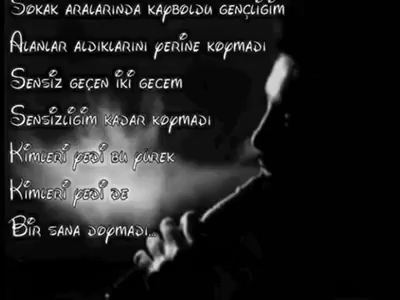 Sokak aralarında kayboldu gençliğim
Alanlar aldıklarını yerine koymadı
Sensiz geçen iki gecem
Sensizliğim kadar koymadı
Kimleri yedi bu yürek
Kimleri yedi de
Bir sana doymadı...